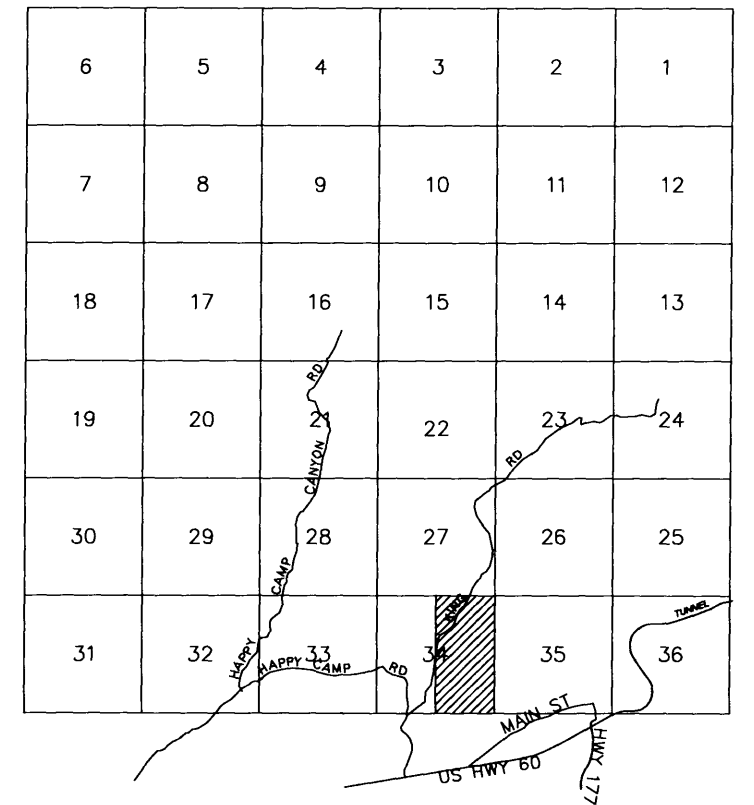 6 5 4 3 2 1
7 8 9 10 11 12
18 17 16 15 14 13
RD
19 20 21 22 23 24
CANYON
RD
30 29 28 27 26 25
CAMP
KING
TUNNEL
31 32 33 34 35 36
HAPPY
HAPPY CAMP RD
MAIN ST
US HWY 60
HWY 177